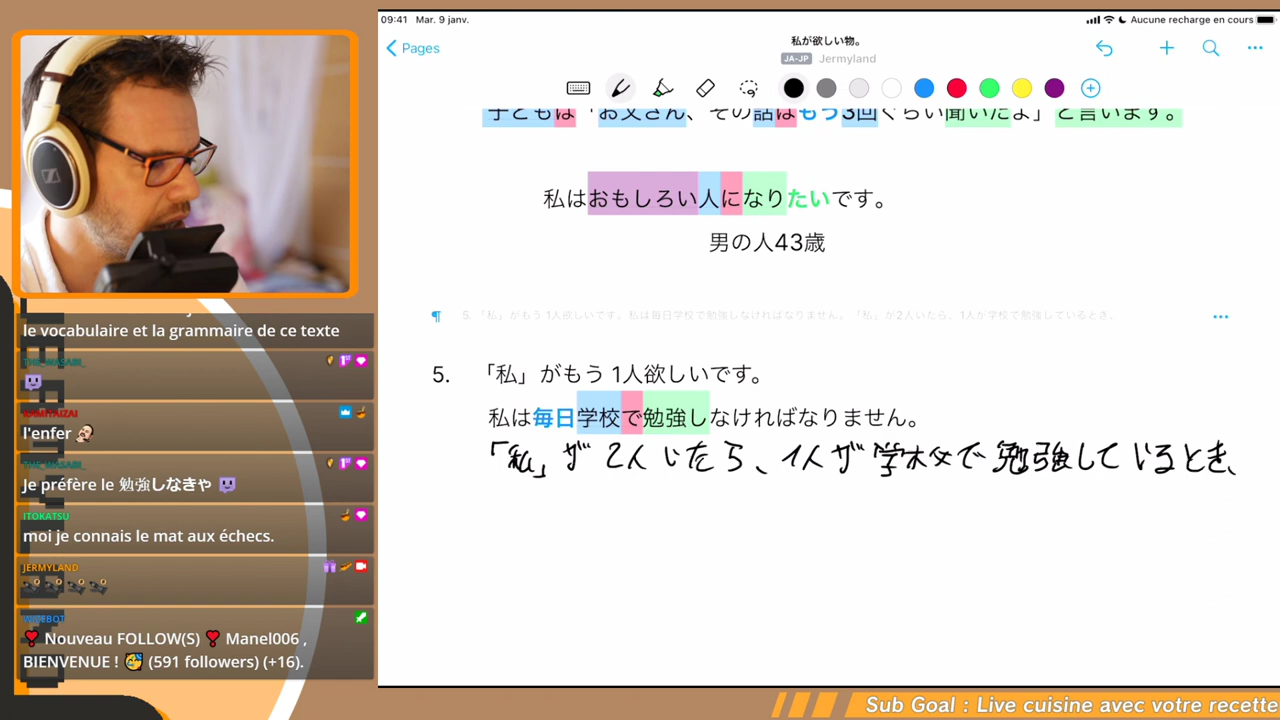 09:41 Mar. 9 janv.
Aucune recharge en cours
Pages
私が欲しい物。
JA-JP Jermyland
子どもは「お父さん、その話はもう3回ぐらい聞いたよ」と言います。
私はおもしろい人になりたいです。
男の人43歳
¶ 5. 「私」がもう 1人欲しいです。私は毎日学校で勉強しなければなりません。「私」が2人いたら、1人が学校で勉強しているとき、
5. 「私」がもう 1人欲しいです。
私は毎日学校で勉強しなければなりません。
「私」が2人いたら、1人が学校で勉強しているとき、
le vocabulaire et la grammaire de ce texte
THE_WASABI_
l'enfer
THE_WASABI_
Je préfère le 勉強しなきゃ
ITOKATSU
moi je connais le mat aux échecs.
JERMYLAND
WIZEBOT
Nouveau FOLLOW(S) Manel006 ,
BIENVENUE ! (591 followers) (+16).
Sub Goal : Live cuisine avec votre recette